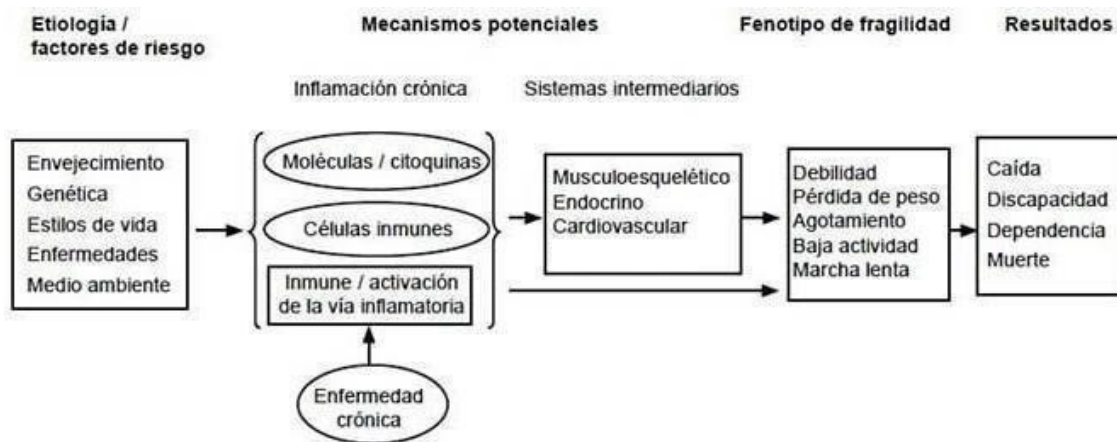 Etiología /
factores de riesgo
Mecanismos potenciales
Fenotipo de fragilidad
Resultados
Inflamación crónica
Sistemas intermediarios
Envejecimiento
Genética
Estilos de vida
Enfermedades
Medio ambiente
Moléculas / citoquinas
Células inmunes
Inmune / activación
de la vía inflamatoria
Enfermedad
crónica
Musculoesquelético
Endocrino
Cardiovascular
Debilidad
Pérdida de peso
Agotamiento
Baja actividad
Marcha lenta
Caída
Discapacidad
Dependencia
Muerte